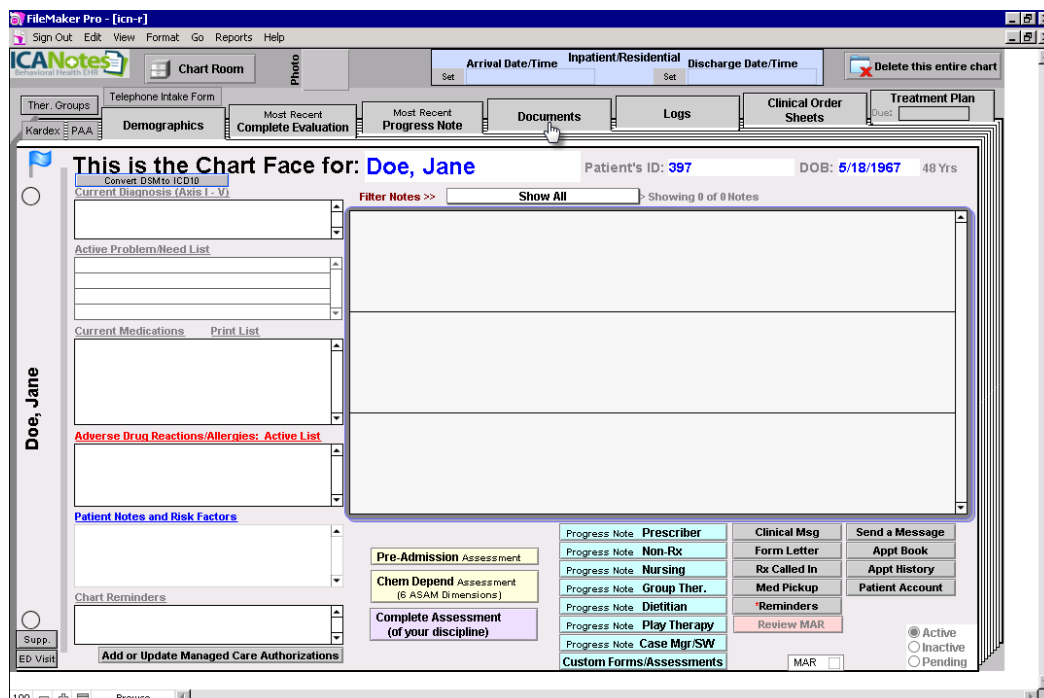 FileMaker Pro - [icn-r]
Sign Out Edit View Format Go Reports Help
ICANotes
Behavioral Health EHR
Chart Room
Photo
Inpatient/Residential
Arrival Date/Time Discharge Date/Time
Set Set
Delete this entire chart
Ther. Groups
Telephone Intake Form
Kardex PAA
Demographics
Most Recent
Complete Evaluation
Most Recent
Progress Note
Documents
Logs
Clinical Order
Sheets
Treatment Plan
Due:
This is the Chart Face for: Doe, Jane
Patient's ID: 397
DOB: 5/18/1967 48 Yrs
Convert DSM to ICD10
Current Diagnosis (Axis I - V)
Filter Notes >> Show All > Showing 0 of 0 Notes
Active Problem/Need List
Current Medications Print List
Doe, Jane
Adverse Drug Reactions/Allergies: Active List
Patient Notes and Risk Factors
Chart Reminders
Supp.
ED Visit
Add or Update Managed Care Authorizations
Pre-Admission Assessment
Chem Depend Assessment
(6 ASAM Dimensions)
Complete Assessment
(of your discipline)
Progress Note Prescriber
Progress Note Non-Rx
Progress Note Nursing
Progress Note Group Ther.
Progress Note Dietitian
Progress Note Play Therapy
Progress Note Case Mgr/SW
Custom Forms/Assessments
Clinical Msg
Form Letter
Rx Called In
Med Pickup
*Reminders
Review MAR
MAR
Send a Message
Appt Book
Appt History
Patient Account
Active
Inactive
Pending
100 Browse